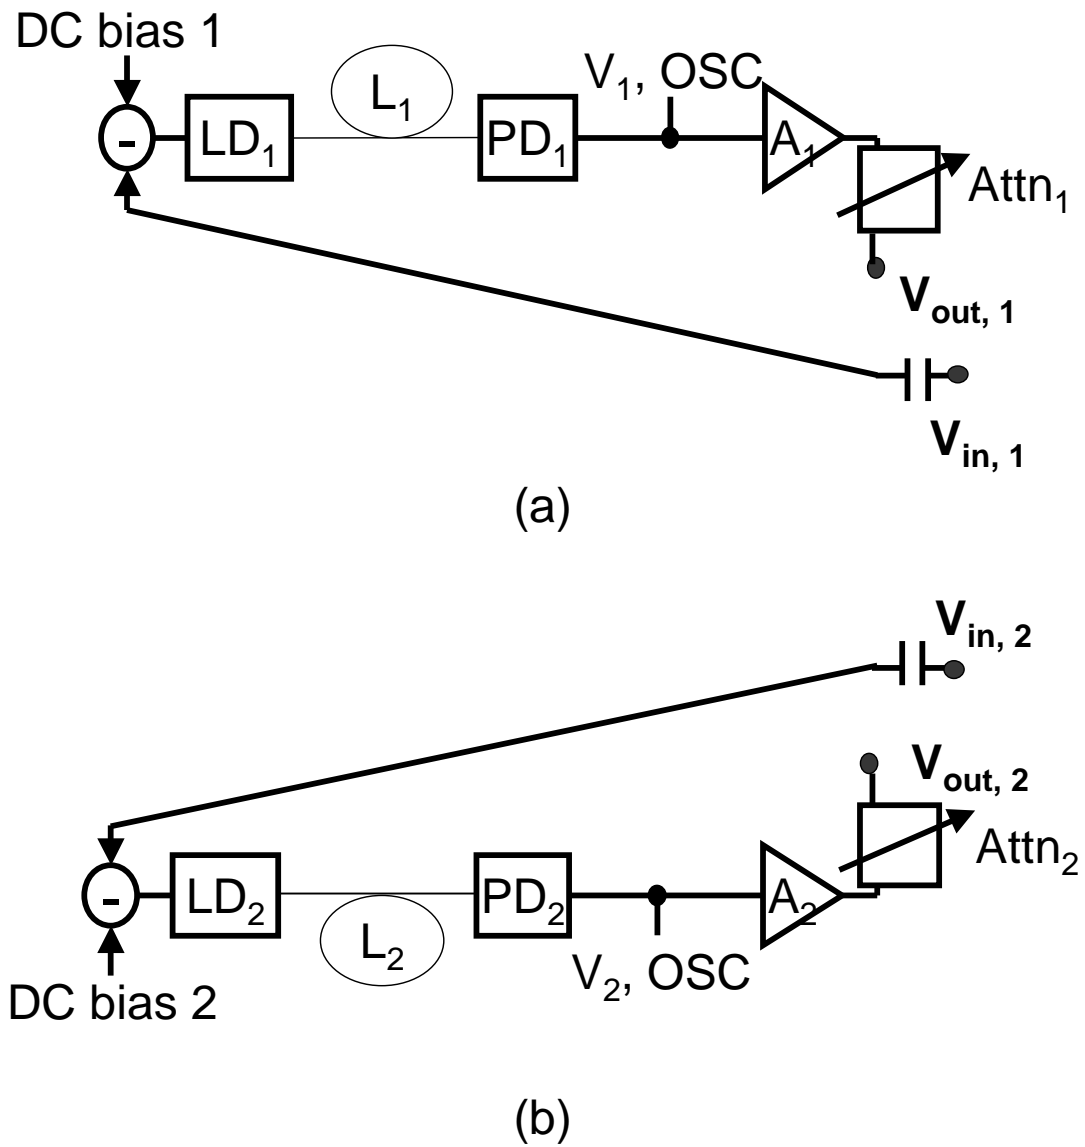 DC bias 1
-
LD1
L1
PD1
V1, OSC
A1
Attn1
Vout, 1
Vin, 1
(a)
Vin, 2
Vout, 2
-
LD2
L2
PD2
V2, OSC
A2
Attn2
DC bias 2
(b)